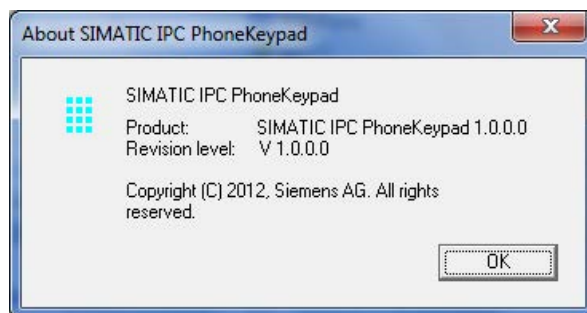 About SIMATIC IPC PhoneKeypad
SIMATIC IPC PhoneKeypad
Product: SIMATIC IPC PhoneKeypad 1.0.0.0
Revision level: V 1.0.0.0
Copyright (C) 2012, Siemens AG. All rights
reserved.
OK